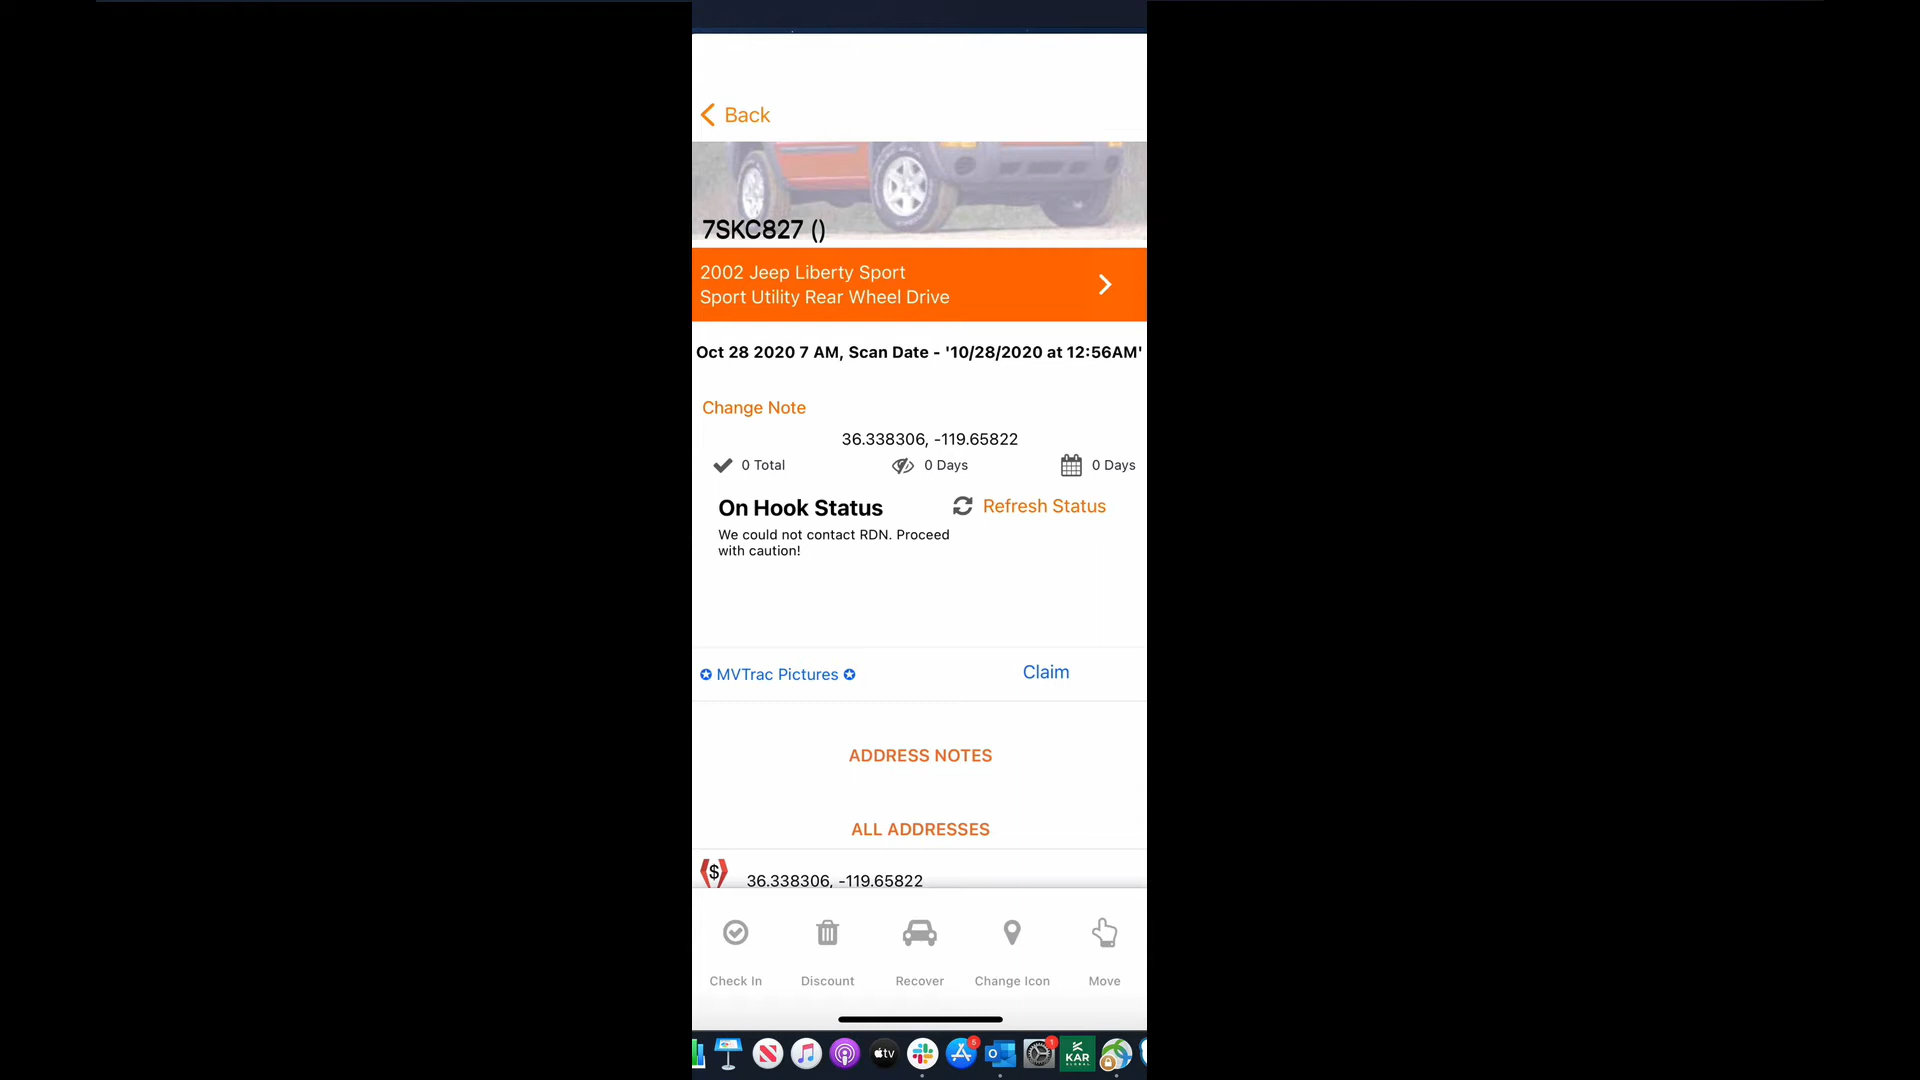 Back
7SKC827 ()
2002 Jeep Liberty Sport
Sport Utility Rear Wheel Drive
Oct 28 2020 7 AM, Scan Date - '10/28/2020 at 12:56AM'
Change Note
36.338306, -119.65822
0 Total 0 Days 0 Days
On Hook Status Refresh Status
We could not contact RDN. Proceed
with caution!
MVTrac Pictures Claim
ADDRESS NOTES
ALL ADDRESSES
$ 36.338306, -119.65822
Check In Discount Recover Change Icon Move
tv 5 1 KAR
GLOBAL